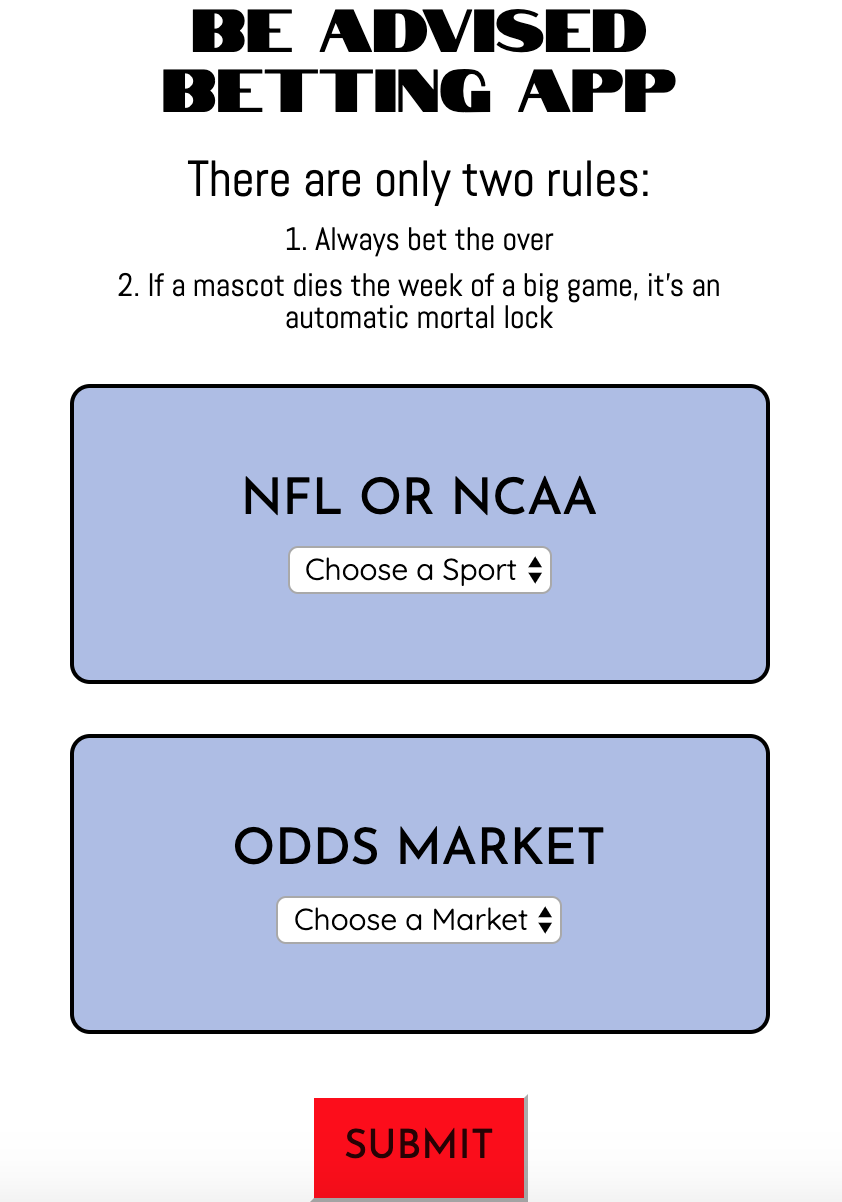 BE ADVISED
BETTING APP
There are only two rules:
1. Always bet the over
2. If a mascot dies the week of a big game, it's an
automatic mortal lock
NFL OR NCAA
Choose a Sport
ODDS MARKET
Choose a Market
SUBMIT